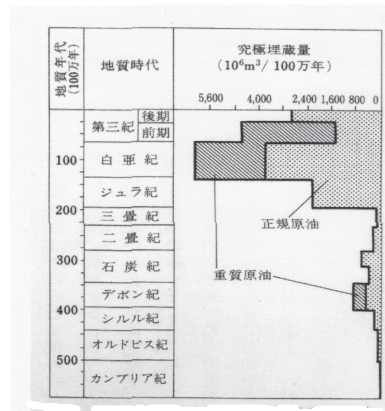 地質年代
(100万年)
地質時代
究極埋蔵量
(10⁶m³/ 100万年)
5,600 4,000 2,400 1,600 800 0
第三紀
後期
前期
100
白亜紀
ジュラ紀
正規原油
200
三畳紀
二畳紀
300
石炭紀
重質原油
デボン紀
400
シルル紀
オルドビス紀
500
カンブリア紀